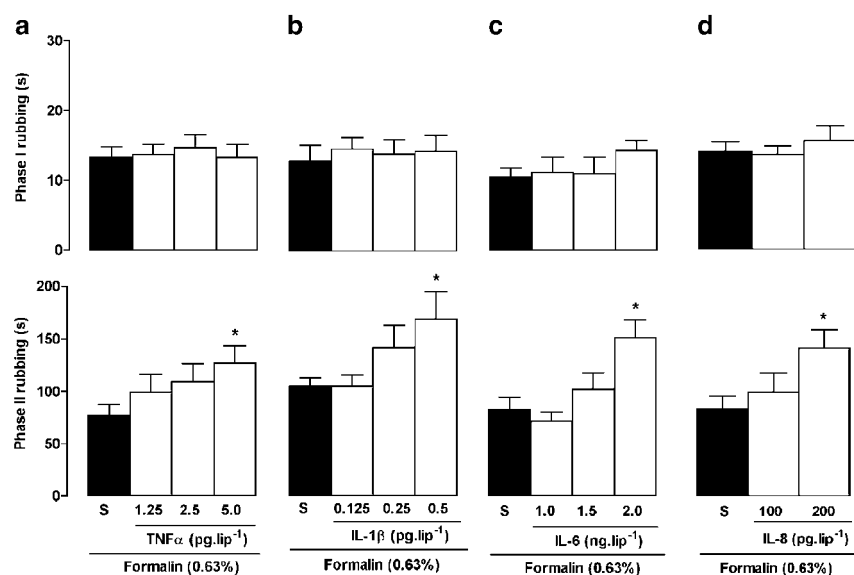 a b c d
Phase I rubbing (s)
30
20
10
0
Phase II rubbing (s)
200
150
100
50
0
* * * *
S 1.25 2.5 5.0 S 0.125 0.25 0.5 S 1.0 1.5 2.0 S 100 200
TNFα (pg.lip⁻¹) IL-1β (pg.lip⁻¹) IL-6 (ng.lip⁻¹) IL-8 (pg.lip⁻¹)
Formalin (0.63%) Formalin (0.63%) Formalin (0.63%) Formalin (0.63%)